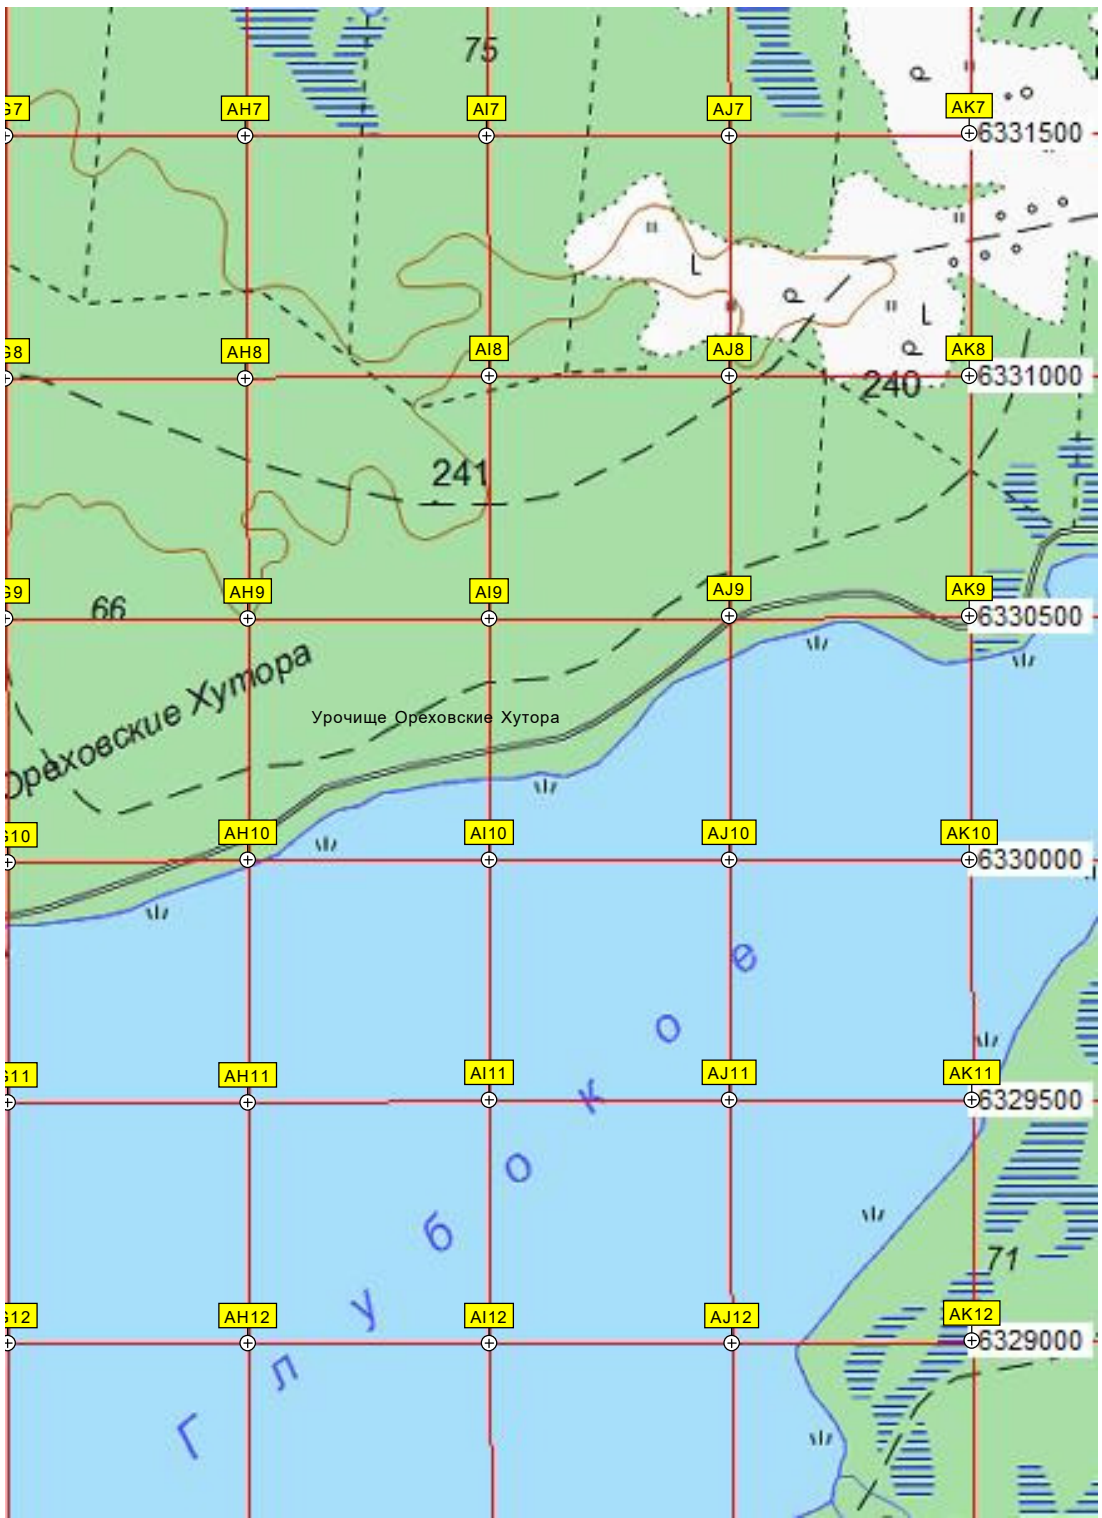 77
75
G7 AH7 AI7 AJ7 AK7
6331500
G8 AH8 AI8 AJ8 AK8
6331000
240
241
G9 AH9 AI9 AJ9 AK9
6330500
66
Ореховские Хутора
Урочище Ореховские Хутора
G10 AH10 AI10 AJ10 AK10
6330000
G11 AH11 AI11 AJ11 AK11
6329500
71
G12 AH12 AI12 AJ12 AK12
6329000
Глубокое